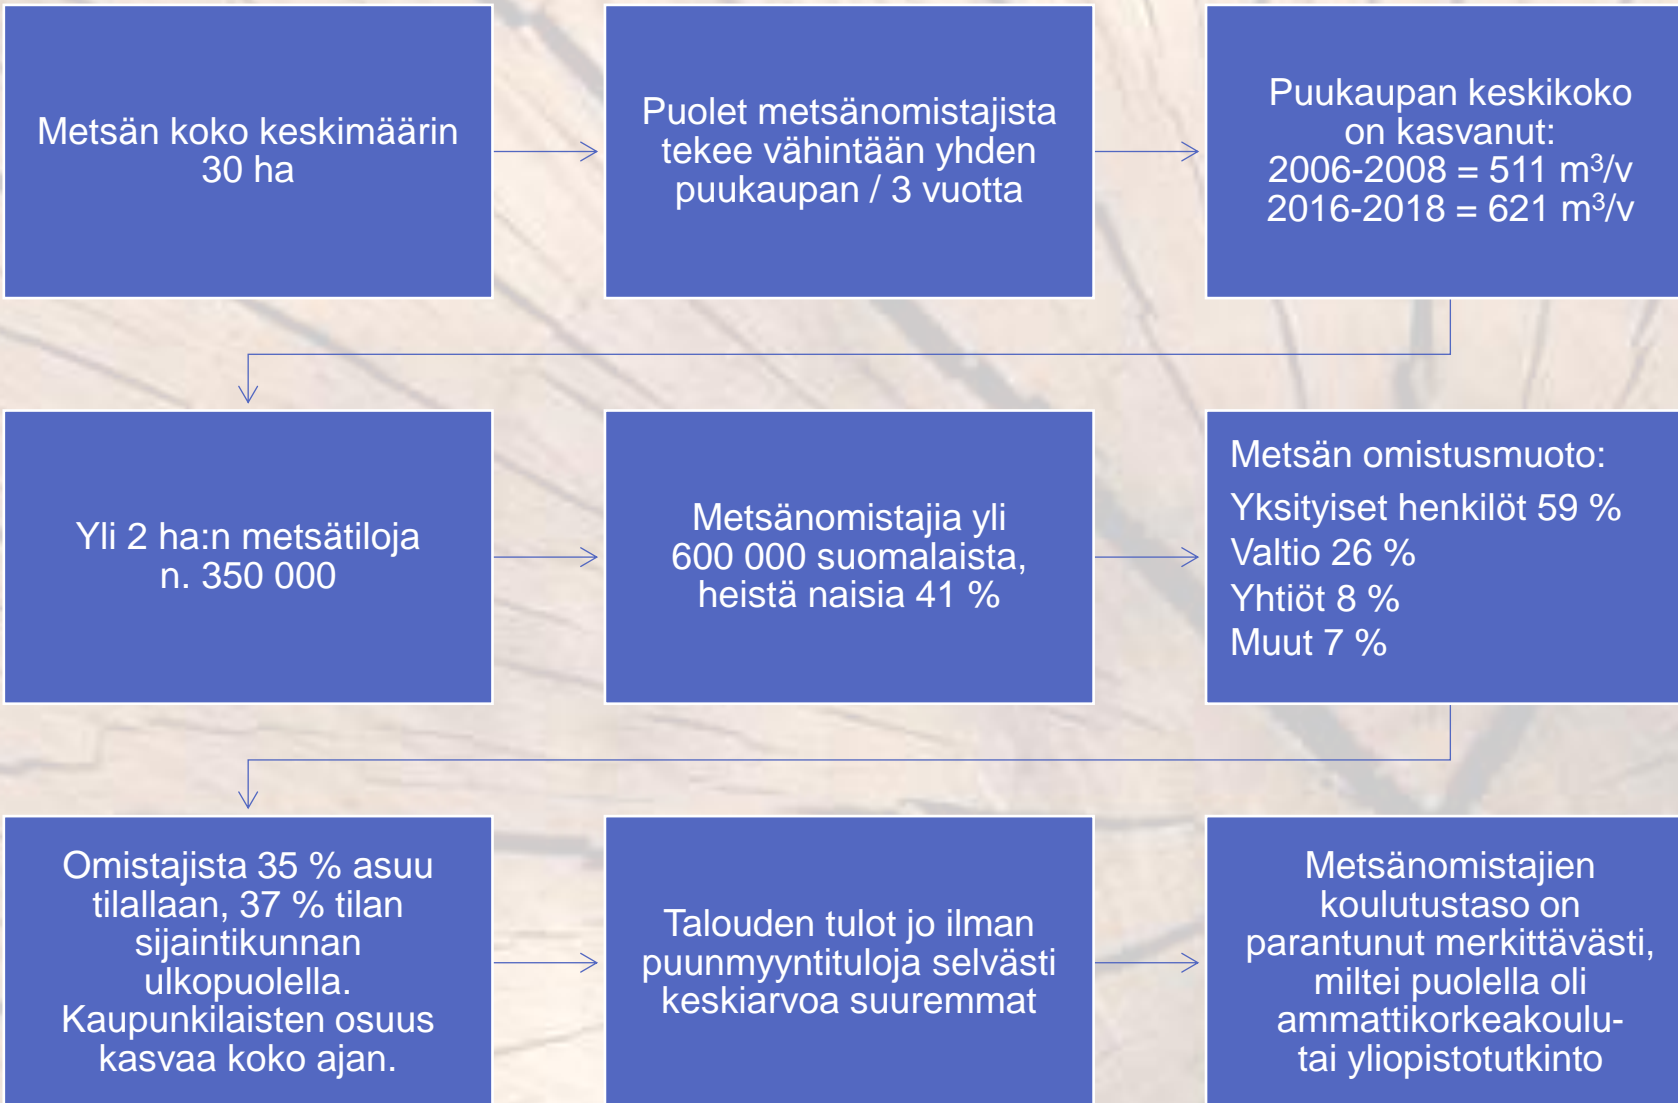 Metsän koko keskimäärin
30 ha
Puolet metsänomistajista
tekee vähintään yhden
puukaupan / 3 vuotta
Puukaupan keskikoko
on kasvanut:
2006-2008 = 511 m³/v
2016-2018 = 621 m³/v
Yli 2 ha:n metsätiloja
n. 350 000
Metsänomistajia yli
600 000 suomalaista,
heistä naisia 41 %
Metsän omistusmuoto:
Yksityiset henkilöt 59 %
Valtio 26 %
Yhtiöt 8 %
Muut 7 %
Omistajista 35 % asuu
tilallaan, 37 % tilan
sijaintikunnan
ulkopuolella.
Kaupunkilaisten osuus
kasvaa koko ajan.
Talouden tulot jo ilman
puunmyyntituloja selvästi
keskiarvoa suuremmat
Metsänomistajien
koulutustaso on
parantunut merkittävästi,
miltei puolella oli
ammattikorkeakoulu-
tai yliopistotutkinto